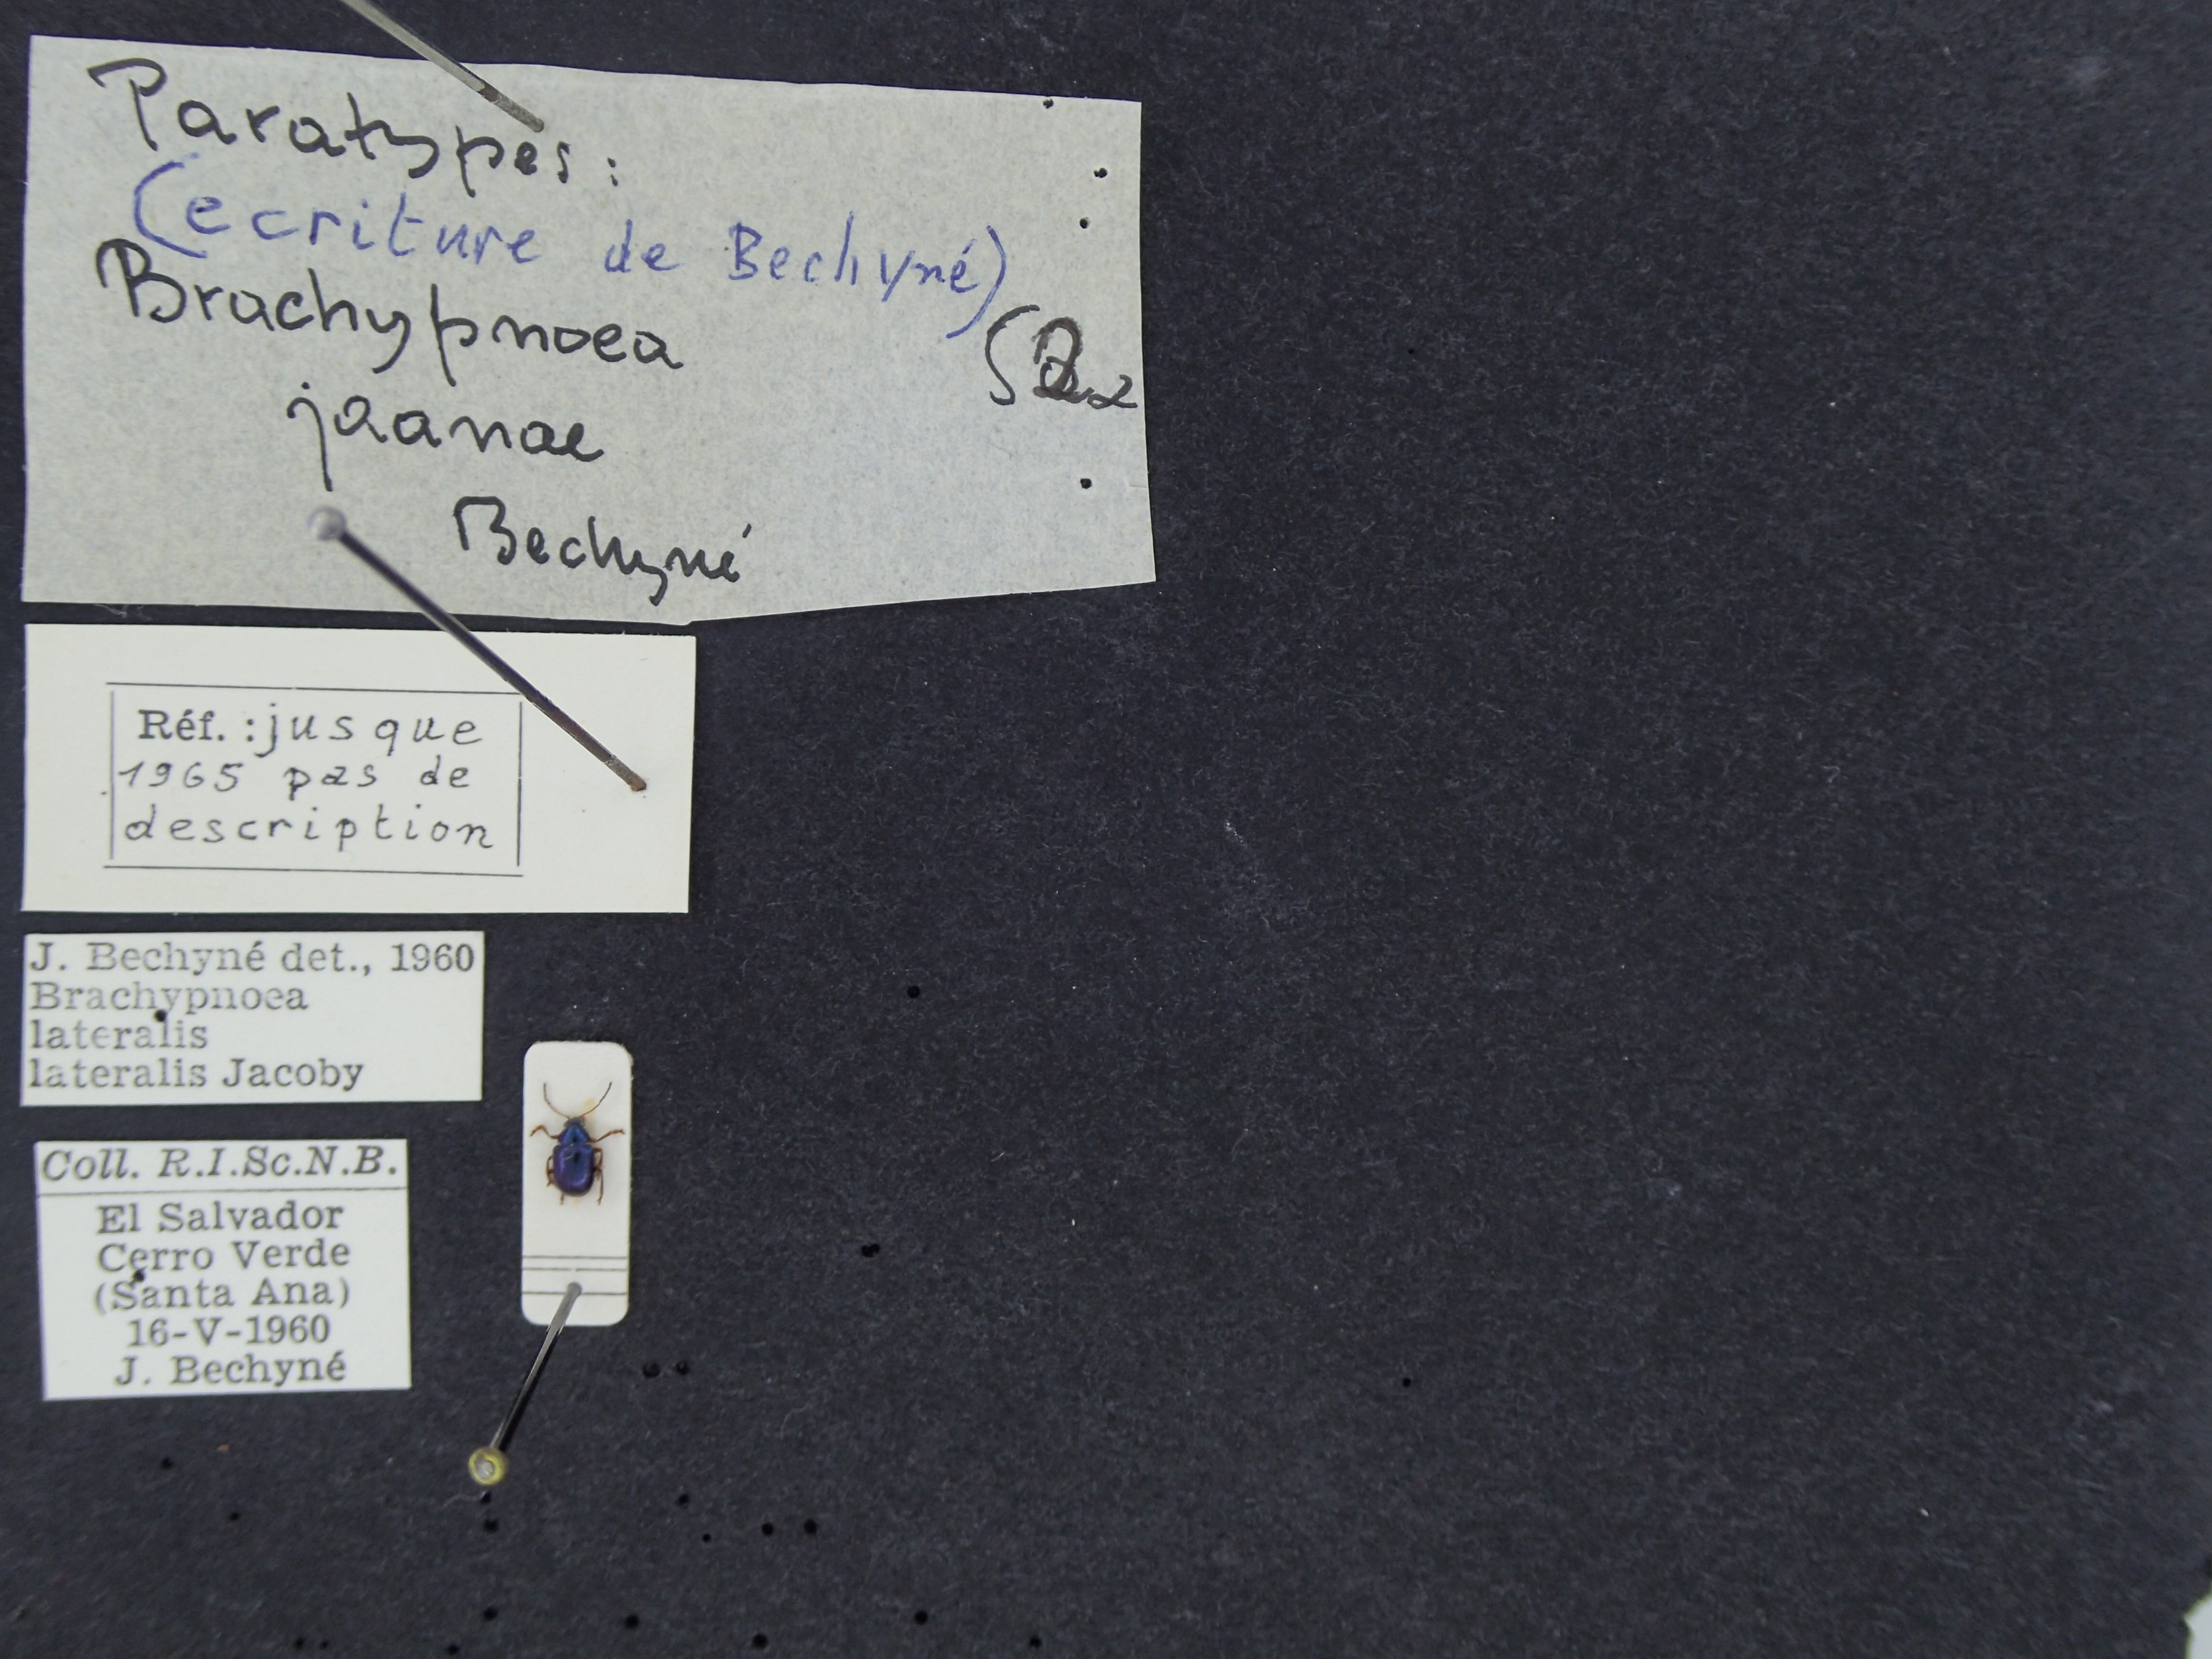 Paratypes:
(ecriture de Bechyné)
Brachypnoea
jaanae
Bechyné
Réf. : jusque
1965 pas de
description
J. Bechyné det., 1960
Brachypnoea
lateralis
lateralis Jacoby
Coll. R.I.Sc.N.B.
El Salvador
Cerro Verde
(Santa Ana)
16-V-1960
J. Bechyné